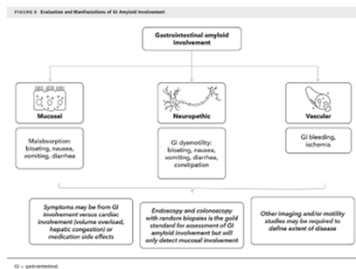 FIGURE 5 Evaluation and Manifestations of GI Amyloid Involvement
Gastrointestinal amyloid
involvement
Mucosal
Neuropathic
Vascular
Malabsorption:
bloating, nausea,
vomiting, diarrhea
GI dysmotility:
bloating, nausea,
vomiting, diarrhea,
constipation
GI bleeding,
ischemia
Symptoms may be from GI
involvement versus cardiac
involvement (volume overload,
hepatic congestion) or
medication side effects
Endoscopy and colonoscopy
with random biopsies is the gold
standard for assessment of GI
amyloid involvement but will
only detect mucosal involvement
Other imaging and/or motility
studies may be required to
define extent of disease
GI = gastrointestinal.